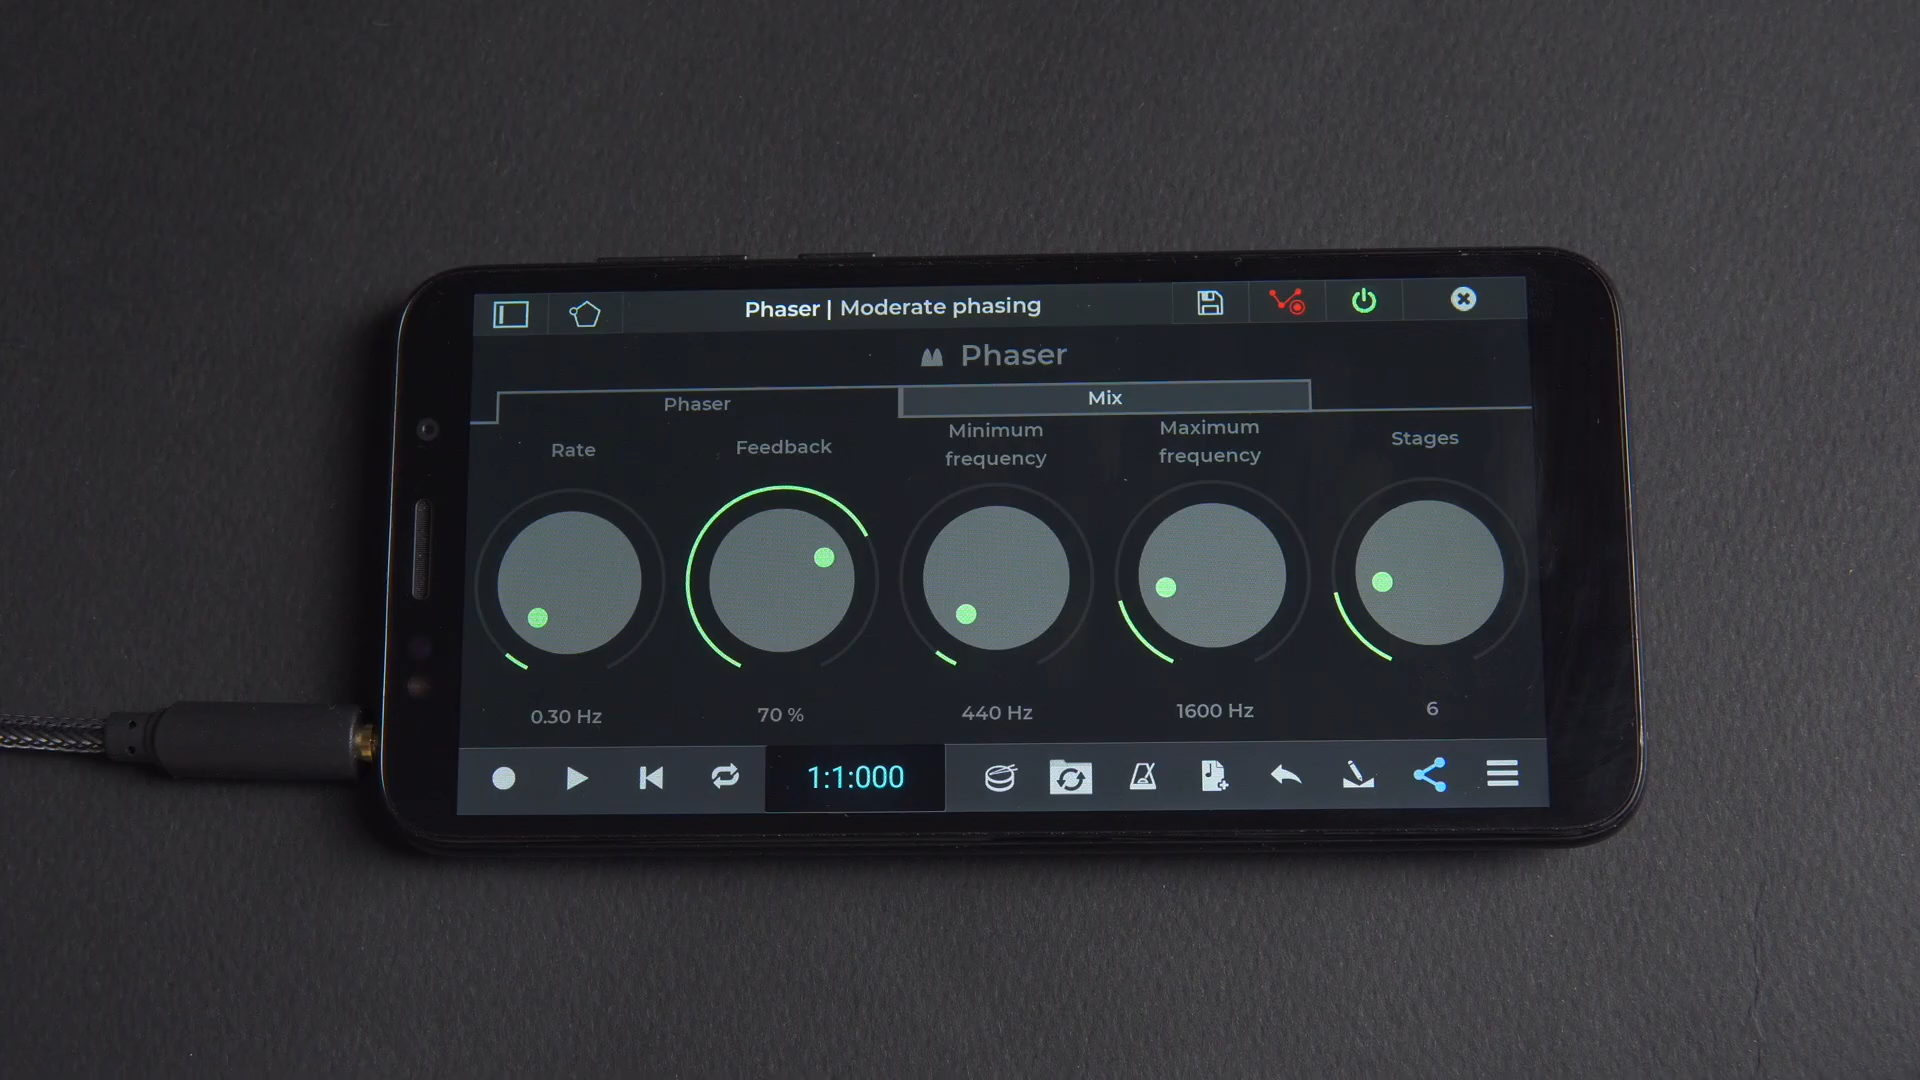 Phaser | Moderate phasing
Phaser
Phaser
Mix
Rate
Feedback
Minimum
frequency
Maximum
frequency
Stages
0.30 Hz
70 %
440 Hz
1600 Hz
6
1:1:000